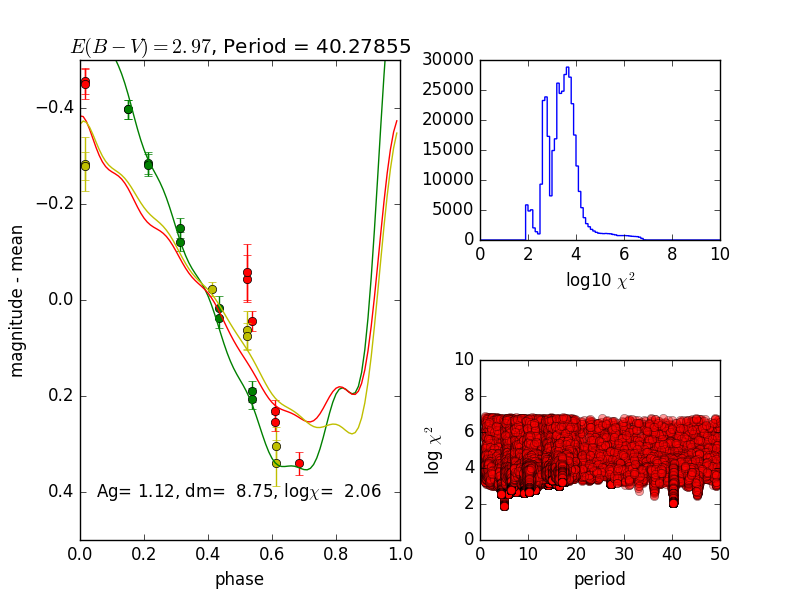 E(B − V) = 2.97, Period = 40.27855
−0.4
−0.2
0.0
0.2
0.4
magnitude - mean
Ag= 1.12, dm= 8.75, logχ= 2.06
0.0 0.2 0.4 0.6 0.8 1.0
phase
30000
25000
20000
15000
10000
5000
0
0 2 4 6 8 10
log10 χ²
10
8
6
4
2
0
log χ²
0 10 20 30 40 50
period